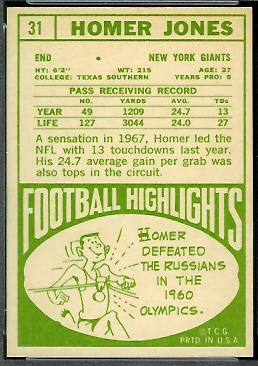 31 HOMER JONES
END • NEW YORK GIANTS
HT: 6'2" WT: 215 AGE: 27
COLLEGE: TEXAS SOUTHERN YEARS PRO: 5
PASS RECEIVING RECORD
NO. YARDS AVG. TDs
YEAR 49 1209 24.7 13
LIFE 127 3044 24.0 27
A sensation in 1967, Homer led the
NFL with 13 touchdowns last year.
His 24.7 average gain per grab was
also tops in the circuit.
FOOTBALL HIGHLIGHTS
HOMER
DEFEATED
THE RUSSIANS
IN THE
1960
OLYMPICS.
©T.C.G.
PRTD. IN U.S.A.